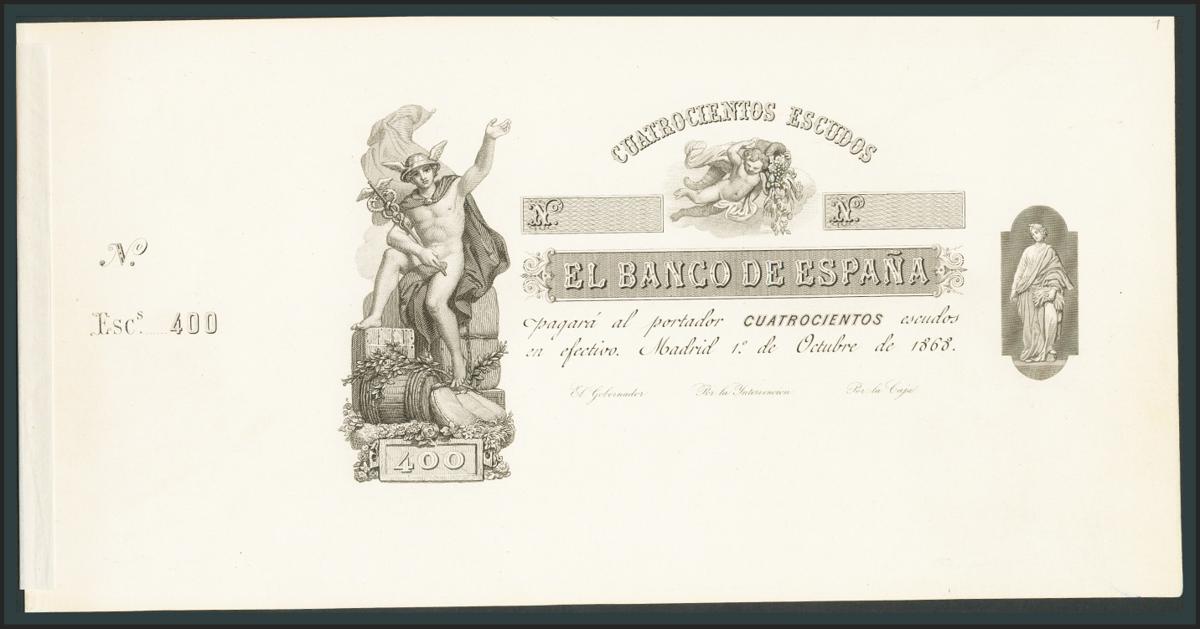 1
CUATROCIENTOS ESCUDOS
Nº
Nº
EL BANCO DE ESPAÑA
pagará al portador CUATROCIENTOS escudos
en efectivo. Madrid 1º de Octubre de 1868.
El Gobernador Por la Intervencion Por la Caja
Nº
Escs. 400
400